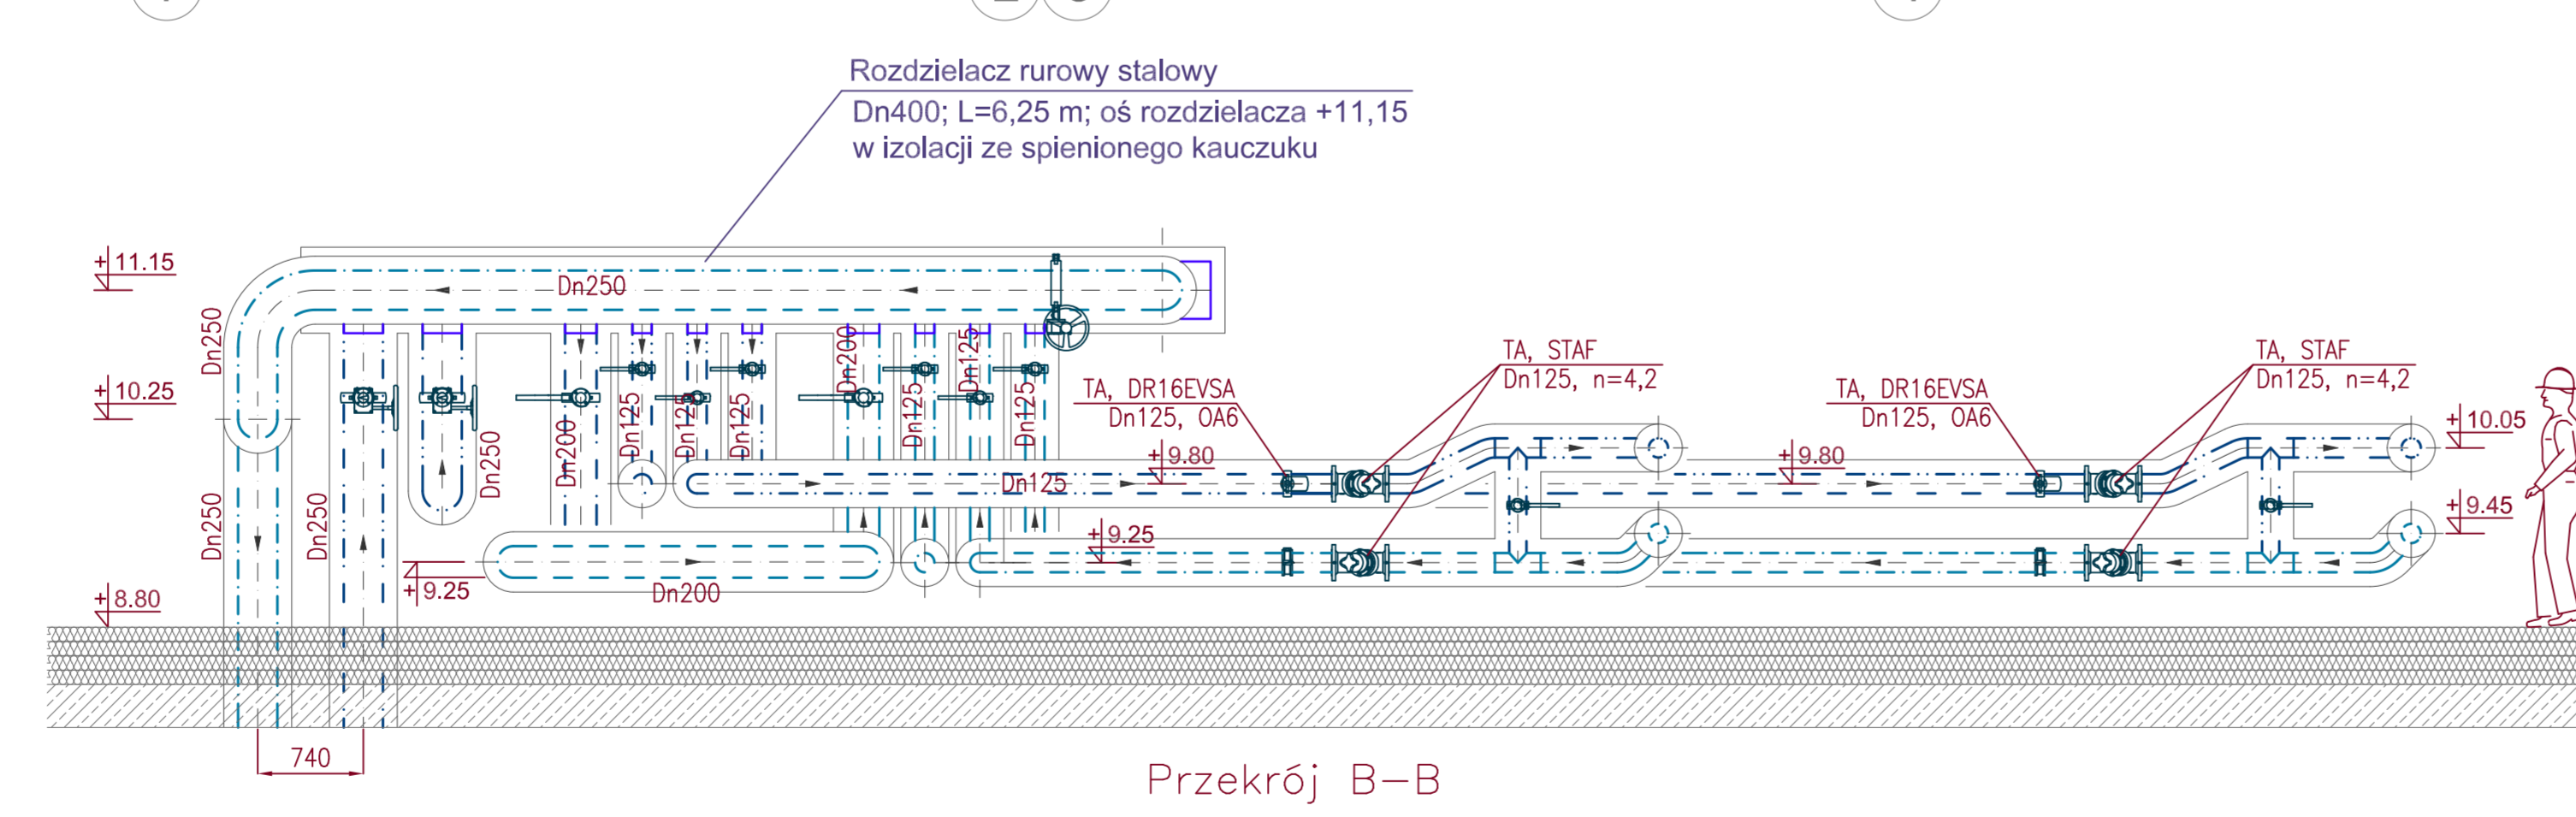 Rozdzielacz rurowy stalowy
Dn400; L=6,25 m; oś rozdzielacza +11,15
w izolacji ze spienionego kauczuku
+11.15
Dn250
Dn250
Dn200
Dn125
TA, STAF
Dn125, n=4,2
TA, STAF
Dn125, n=4,2
+10.25
TA, DR16EVSA
Dn125, OA6
TA, DR16EVSA
Dn125, OA6
+10.05
Dn125
Dn125
Dn125
Dn125
Dn125
Dn200
Dn250
+9.80
+9.80
Dn125
Dn250
Dn250
+9.45
+9.25
+9.25
Dn200
+8.80
740
Przekrój B-B